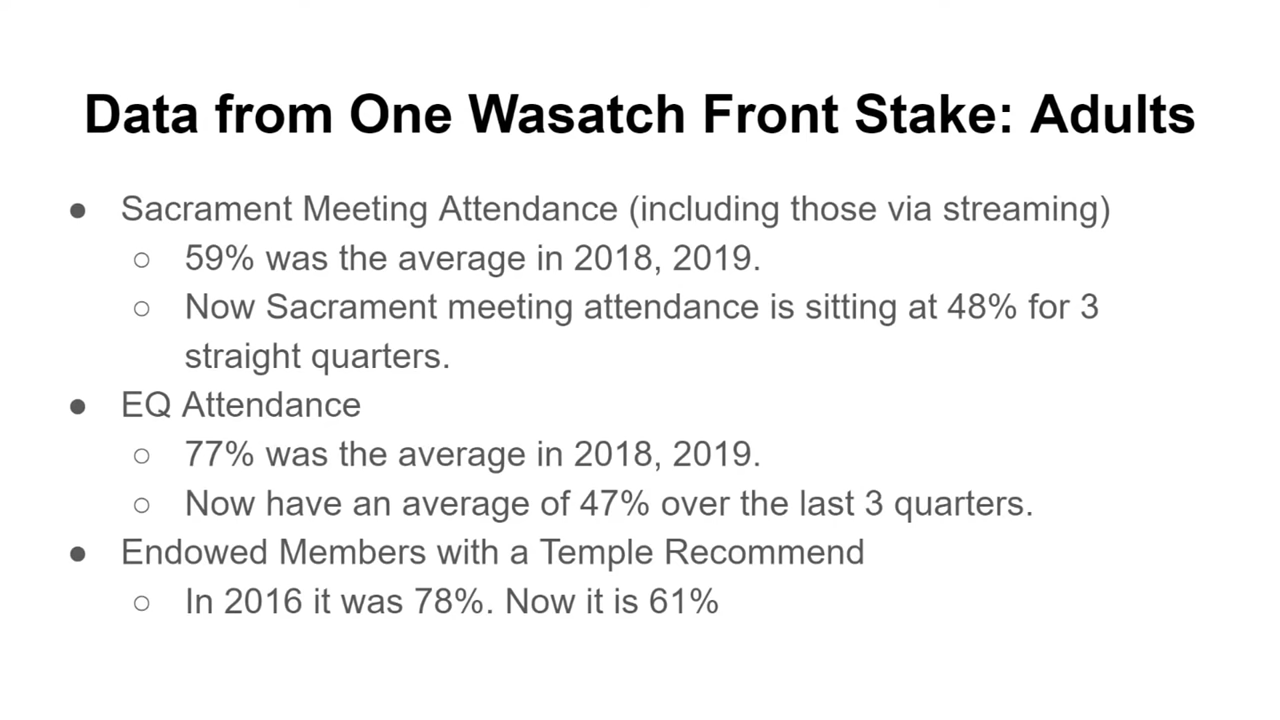 Data from One Wasatch Front Stake: Adults
● Sacrament Meeting Attendance (including those via streaming)
○ 59% was the average in 2018, 2019.
○ Now Sacrament meeting attendance is sitting at 48% for 3
straight quarters.
● EQ Attendance
○ 77% was the average in 2018, 2019.
○ Now have an average of 47% over the last 3 quarters.
● Endowed Members with a Temple Recommend
○ In 2016 it was 78%. Now it is 61%